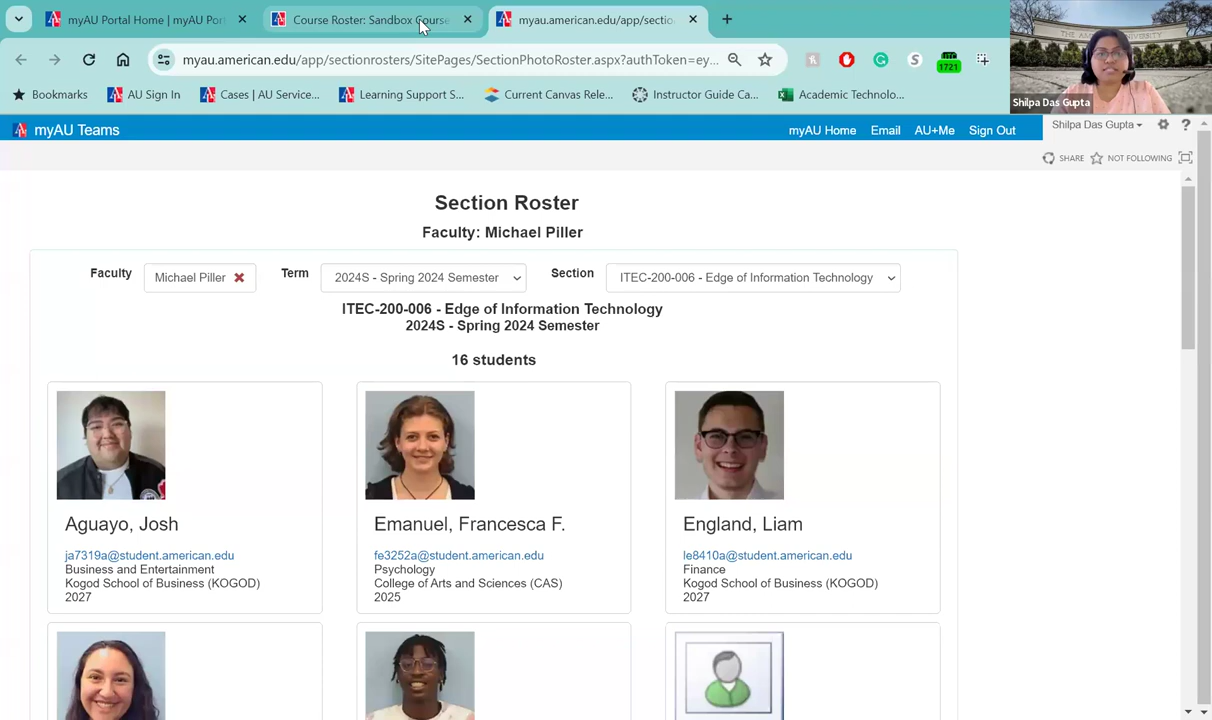 myAU Portal Home | myAU Por
Course Roster: Sandbox Course
myau.american.edu/app/sectio
myau.american.edu/app/sectionrosters/SitePages/SectionPhotoRoster.aspx?authToken=ey...
1721
Bookmarks
AU Sign In
Cases | AU Service...
Learning Support S...
Current Canvas Rele...
Instructor Guide Ca...
Academic Technolo...
Shilpa Das Gupta
myAU Teams
myAU Home
Email
AU+Me
Sign Out
Shilpa Das Gupta
?
SHARE
NOT FOLLOWING
Section Roster
Faculty: Michael Piller
Faculty
Michael Piller
Term
2024S - Spring 2024 Semester
Section
ITEC-200-006 - Edge of Information Technology
ITEC-200-006 - Edge of Information Technology
2024S - Spring 2024 Semester
16 students
Aguayo, Josh
ja7319a@student.american.edu
Business and Entertainment
Kogod School of Business (KOGOD)
2027
Emanuel, Francesca F.
fe3252a@student.american.edu
Psychology
College of Arts and Sciences (CAS)
2025
England, Liam
le8410a@student.american.edu
Finance
Kogod School of Business (KOGOD)
2027